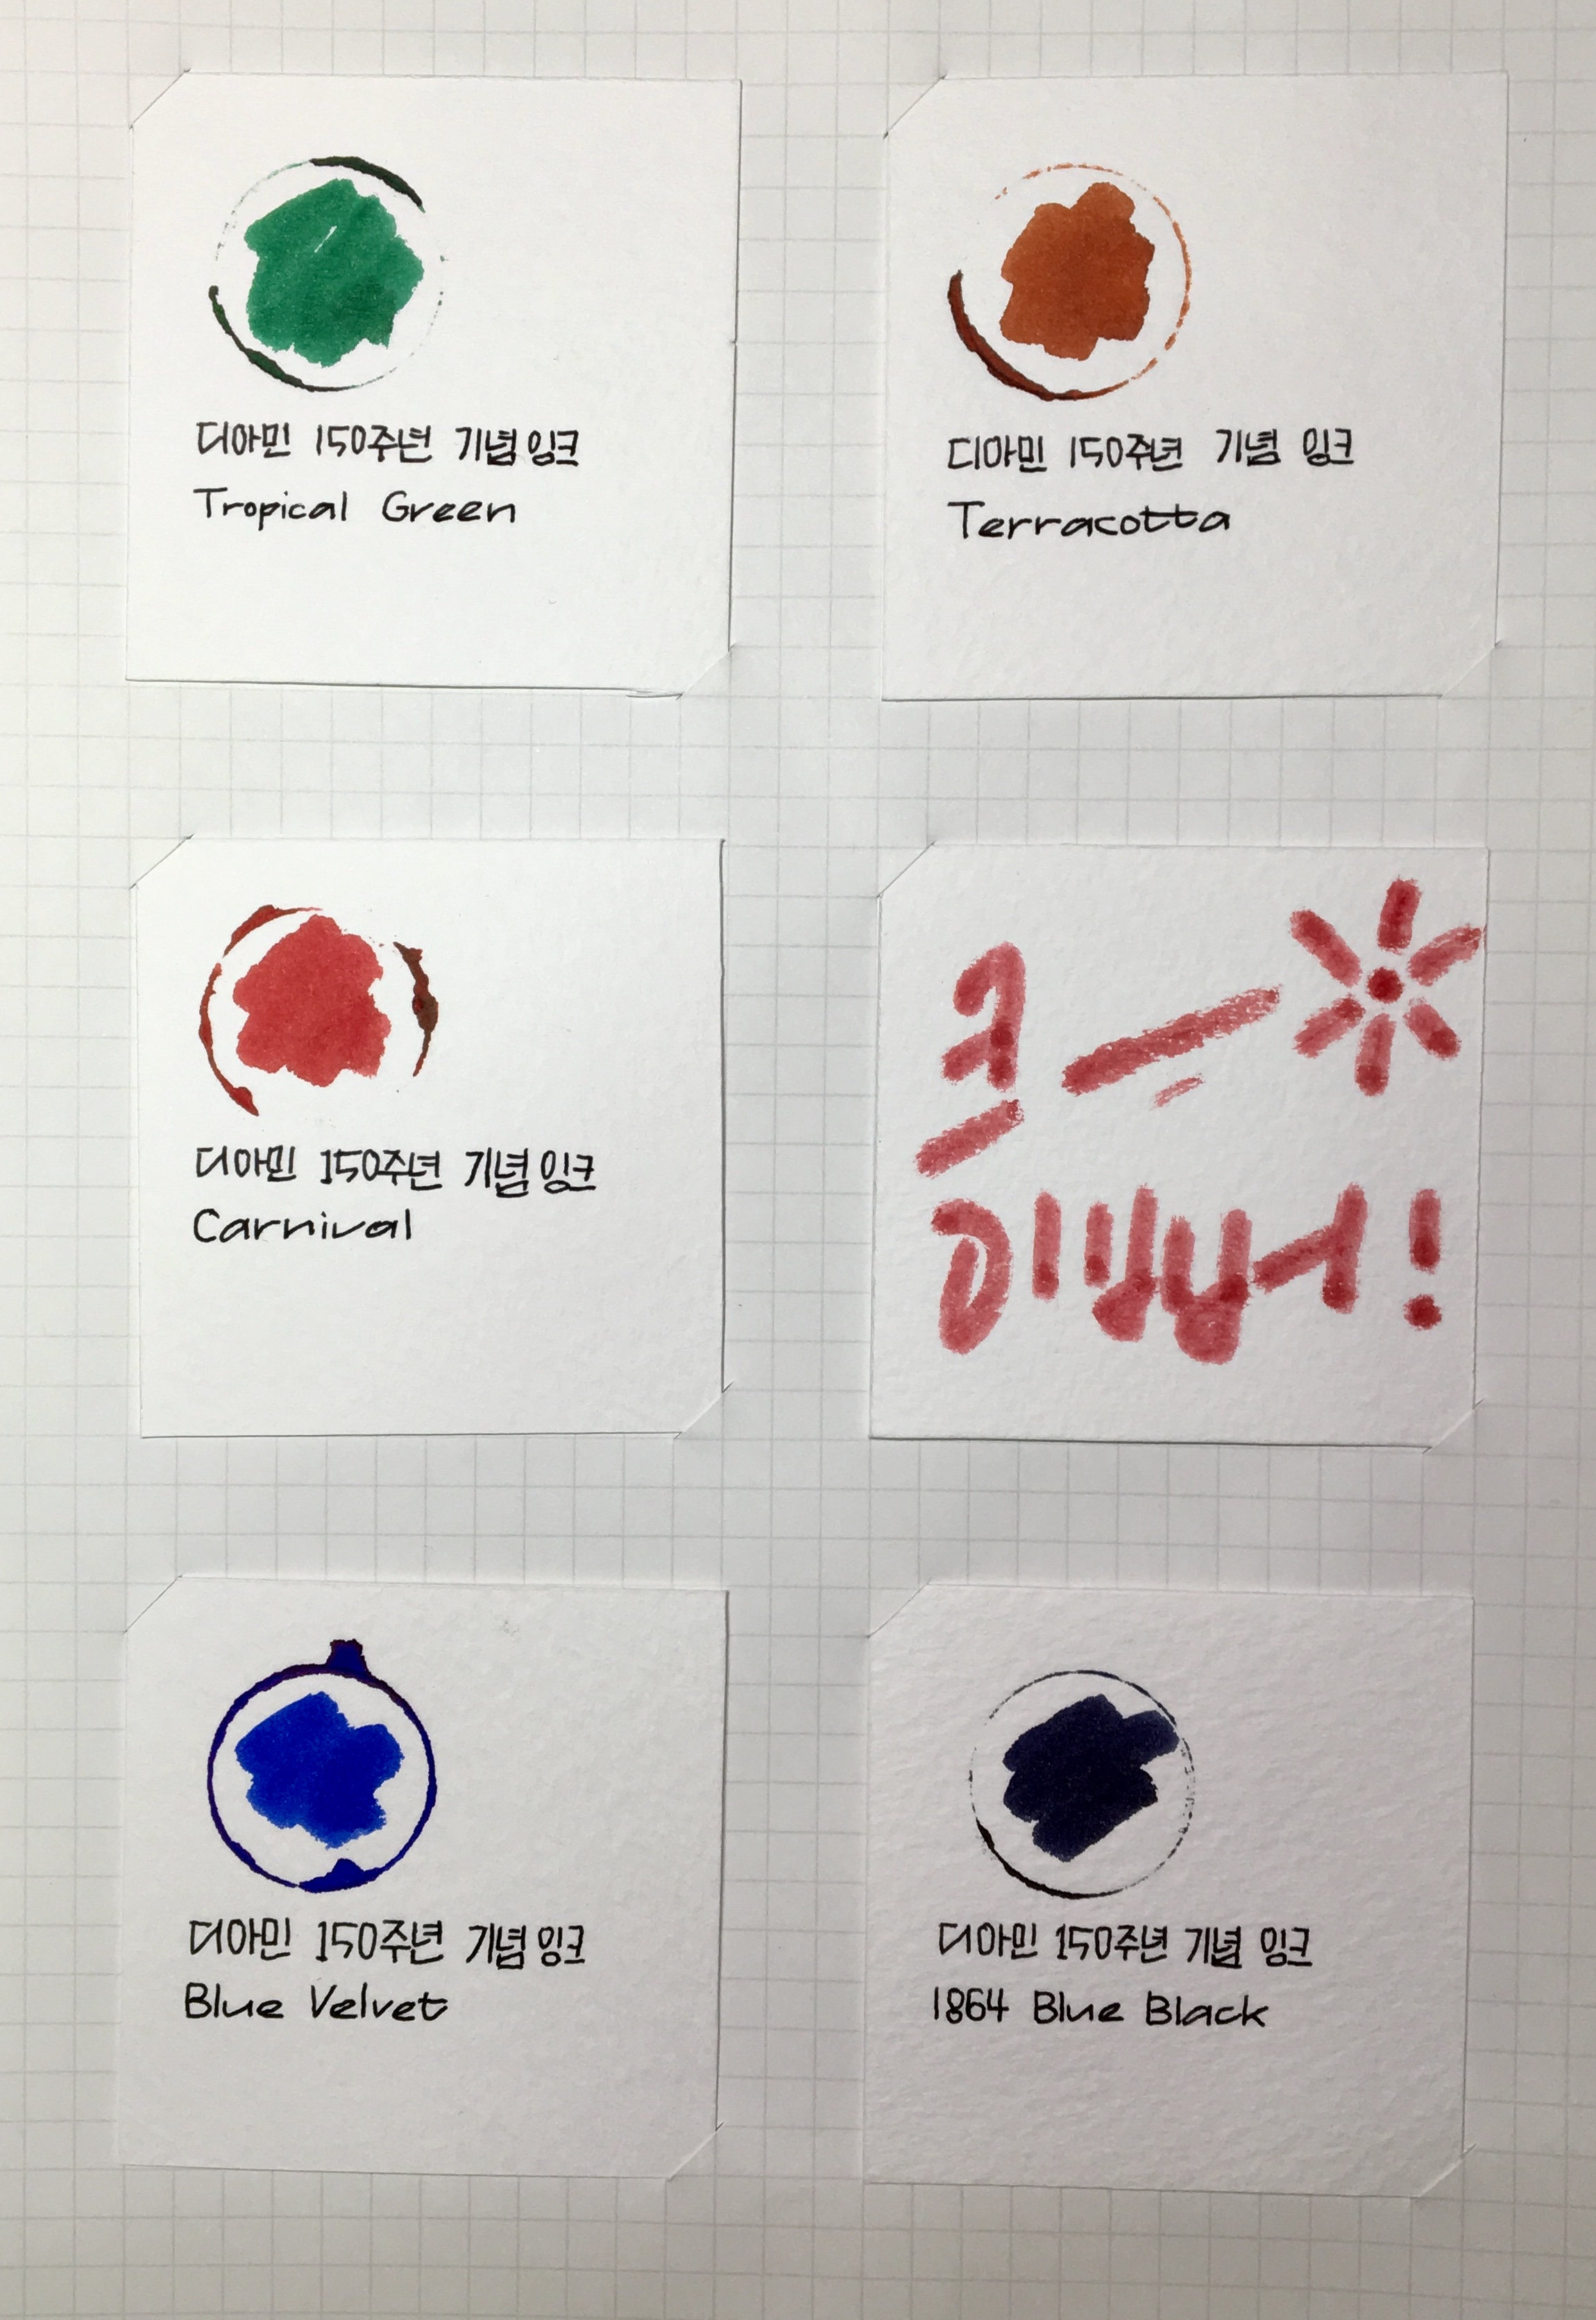 디아민 150주년 기념 잉크
Tropical Green
디아민 150주년 기념 잉크
Terracotta
디아민 150주년 기념 잉크
Carnival
이뻐!
디아민 150주년 기념 잉크
Blue Velvet
디아민 150주년 기념 잉크
1864 Blue Black